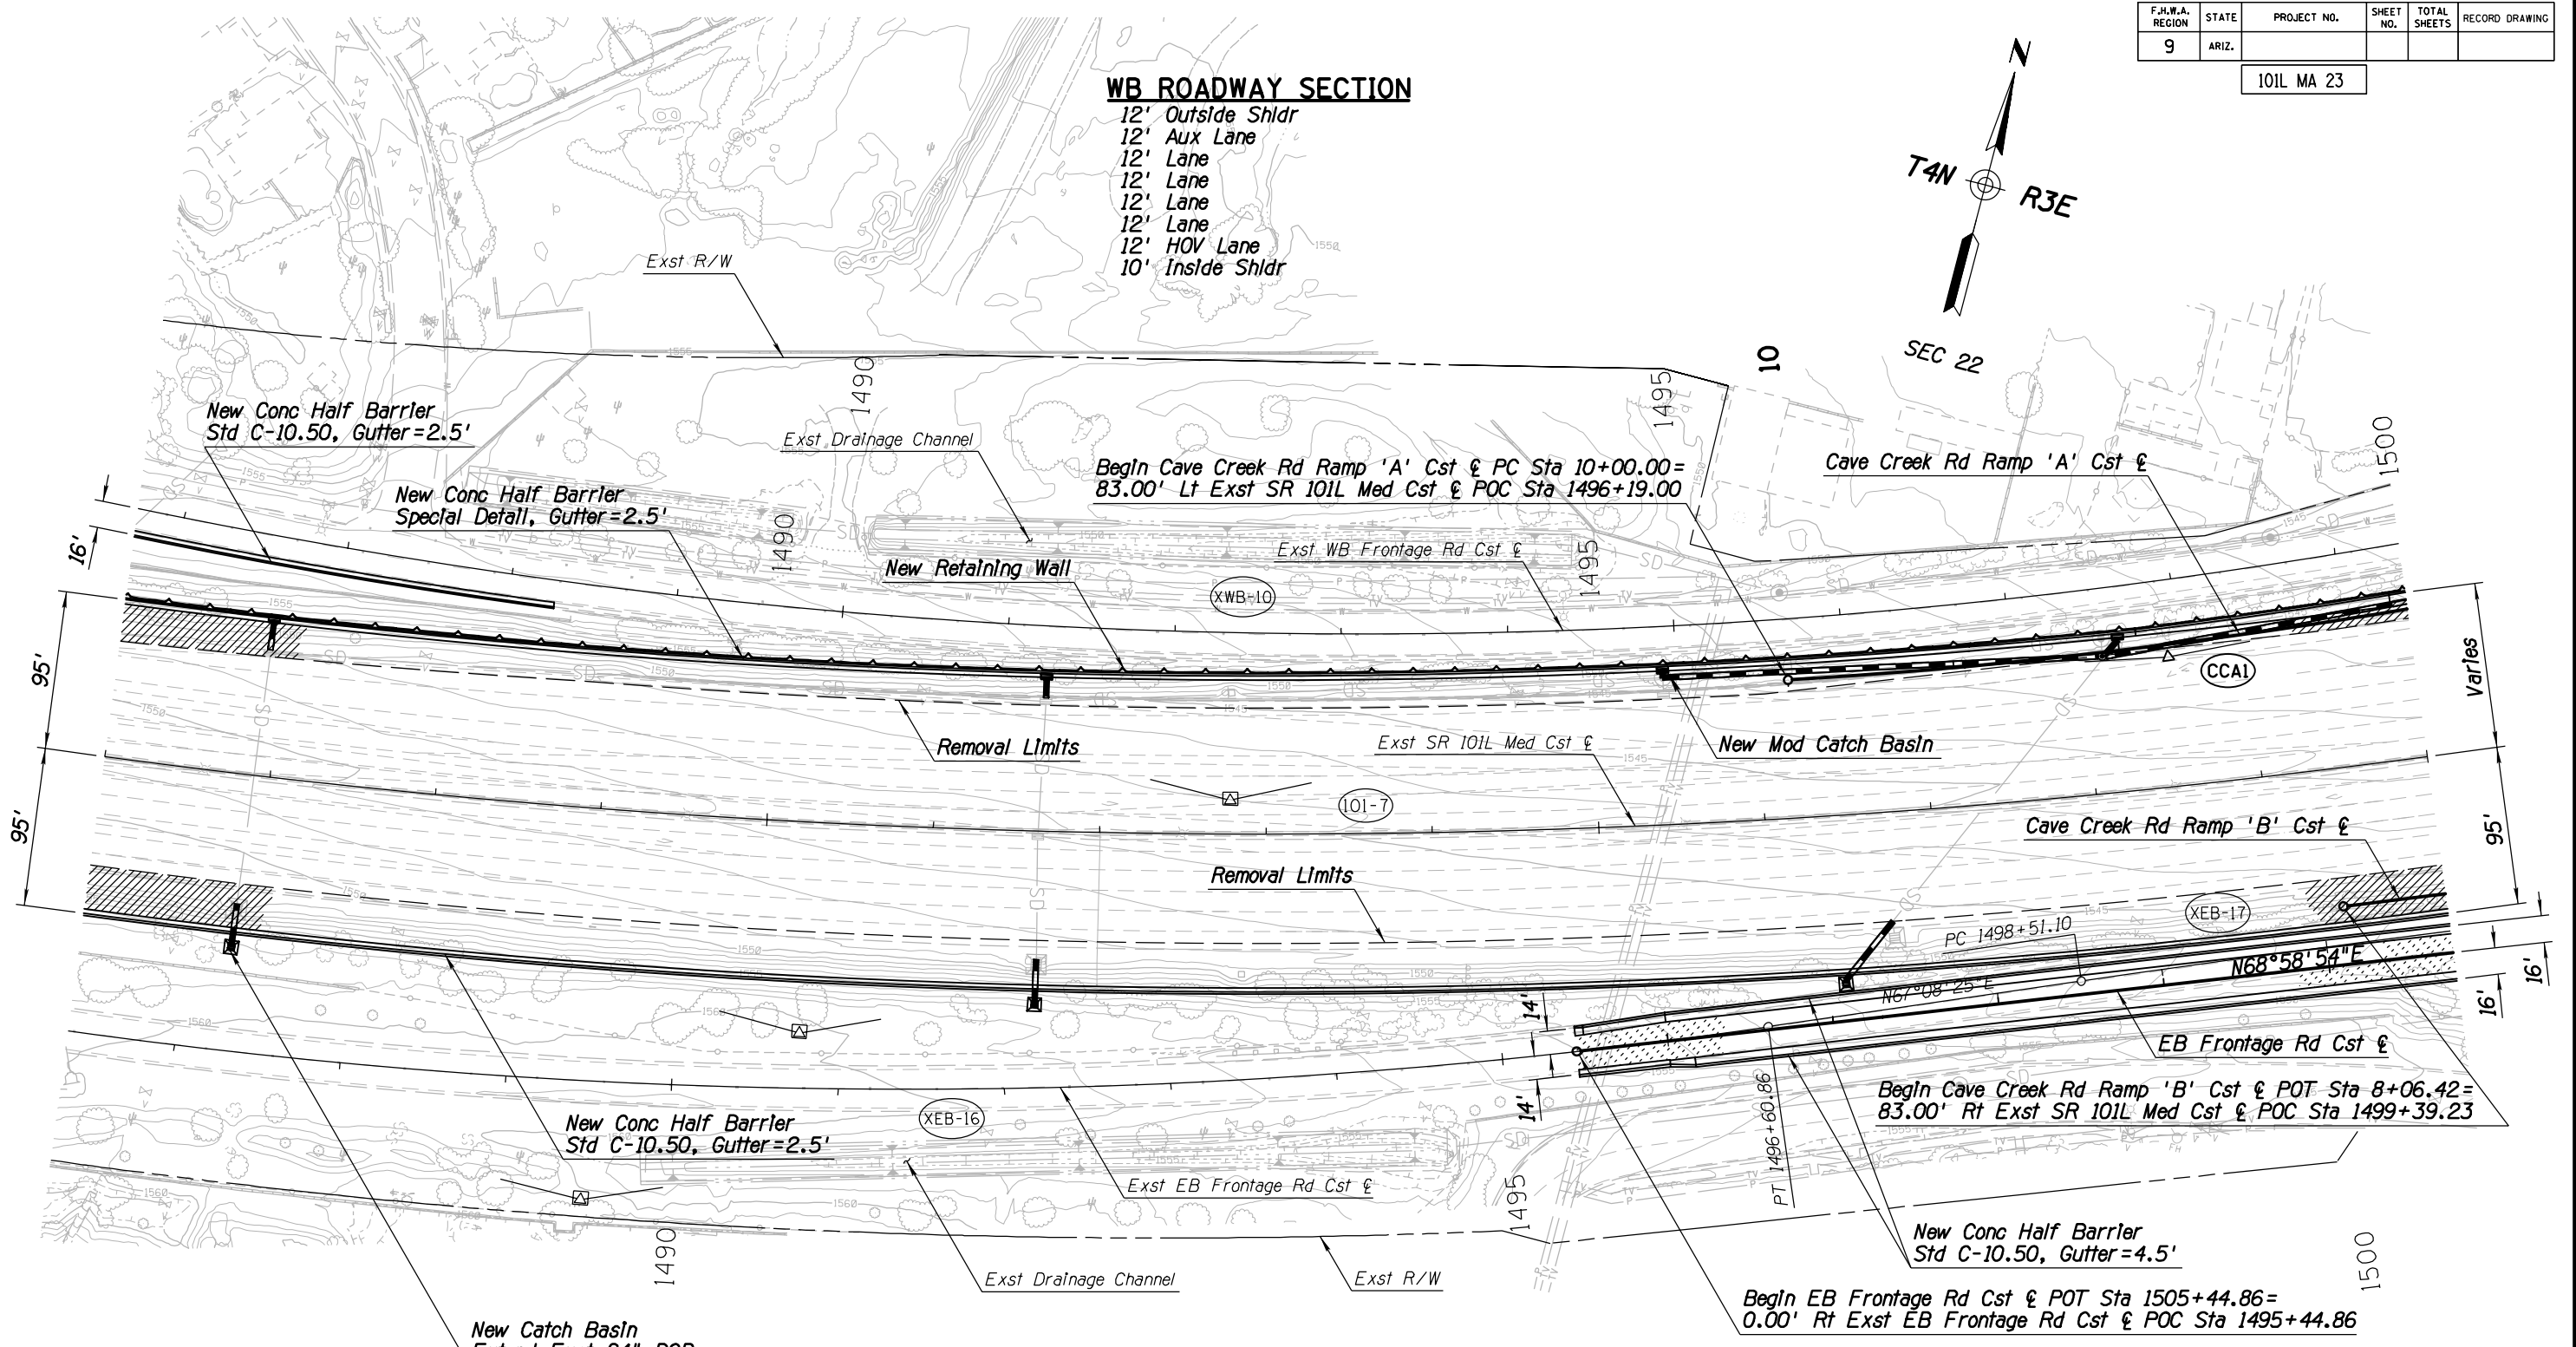 F.H.W.A. REGION
STATE
PROJECT NO.
SHEET NO.
TOTAL SHEETS
RECORD DRAWING
9
ARIZ.
101L MA 23
N
T4N
R3E
SEC 22
WB ROADWAY SECTION
12' Outside Shldr
12' Aux Lane
12' Lane
12' Lane
12' Lane
12' Lane
12' HOV Lane
10' Inside Shldr
Exst R/W
1490
1495
10
1500
New Conc Half Barrier
Std C-10.50, Gutter=2.5'
Exst Drainage Channel
Begin Cave Creek Rd Ramp 'A' Cst ℄ PC Sta 10+00.00=
83.00' Lt Exst SR 101L Med Cst ℄ POC Sta 1496+19.00
Cave Creek Rd Ramp 'A' Cst ℄
New Conc Half Barrier
Special Detail, Gutter=2.5'
1490
1495
Exst WB Frontage Rd Cst ℄
New Retaining Wall
XWB-10
16'
95'
95'
Varies
CCA1
Removal Limits
Exst SR 101L Med Cst ℄
New Mod Catch Basin
101-7
Cave Creek Rd Ramp 'B' Cst ℄
95'
Removal Limits
XEB-17
PC 1498+51.10
N68°58'54"E
N67°08'25"E
16'
16'
14'
14'
EB Frontage Rd Cst ℄
PT 1496+60.86
Begin Cave Creek Rd Ramp 'B' Cst ℄ POT Sta 8+06.42=
83.00' Rt Exst SR 101L Med Cst ℄ POC Sta 1499+39.23
New Conc Half Barrier
Std C-10.50, Gutter=2.5'
XEB-16
Exst EB Frontage Rd Cst ℄
1490
1495
1500
New Conc Half Barrier
Std C-10.50, Gutter=4.5'
Exst Drainage Channel
Exst R/W
Begin EB Frontage Rd Cst ℄ POT Sta 1505+44.86=
0.00' Rt Exst EB Frontage Rd Cst ℄ POC Sta 1495+44.86
New Catch Basin